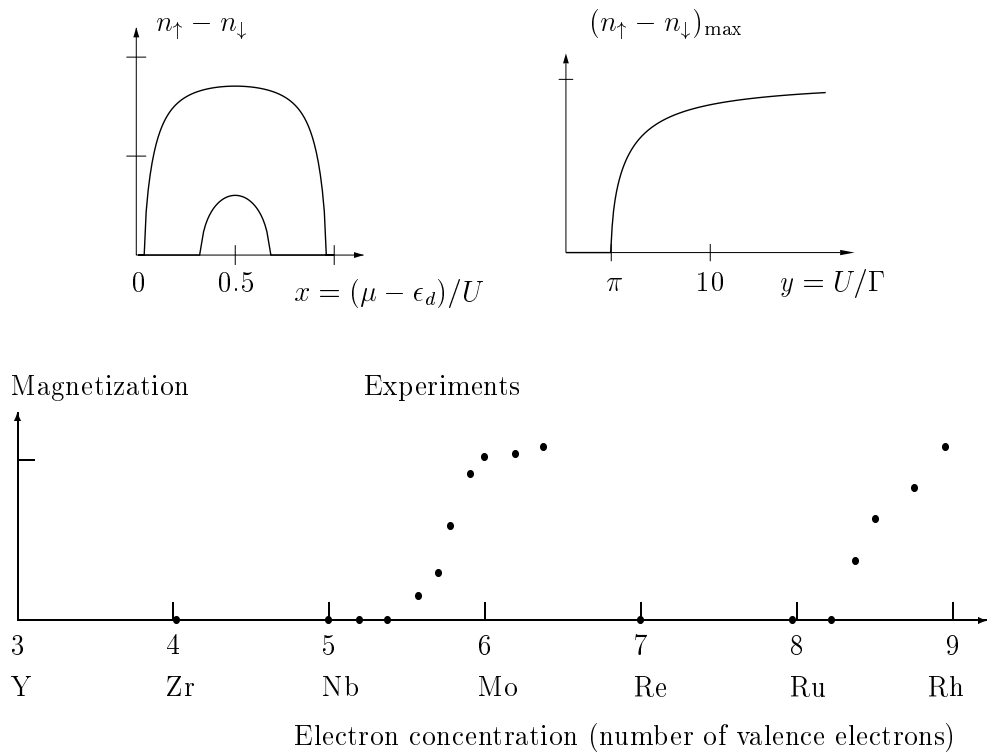 n↑ − n↓
0 0.5 x = (μ − ϵd)/U
(n↑ − n↓)max
π 10 y = U/Γ
Magnetization Experiments
3 4 5 6 7 8 9
Y Zr Nb Mo Re Ru Rh
Electron concentration (number of valence electrons)